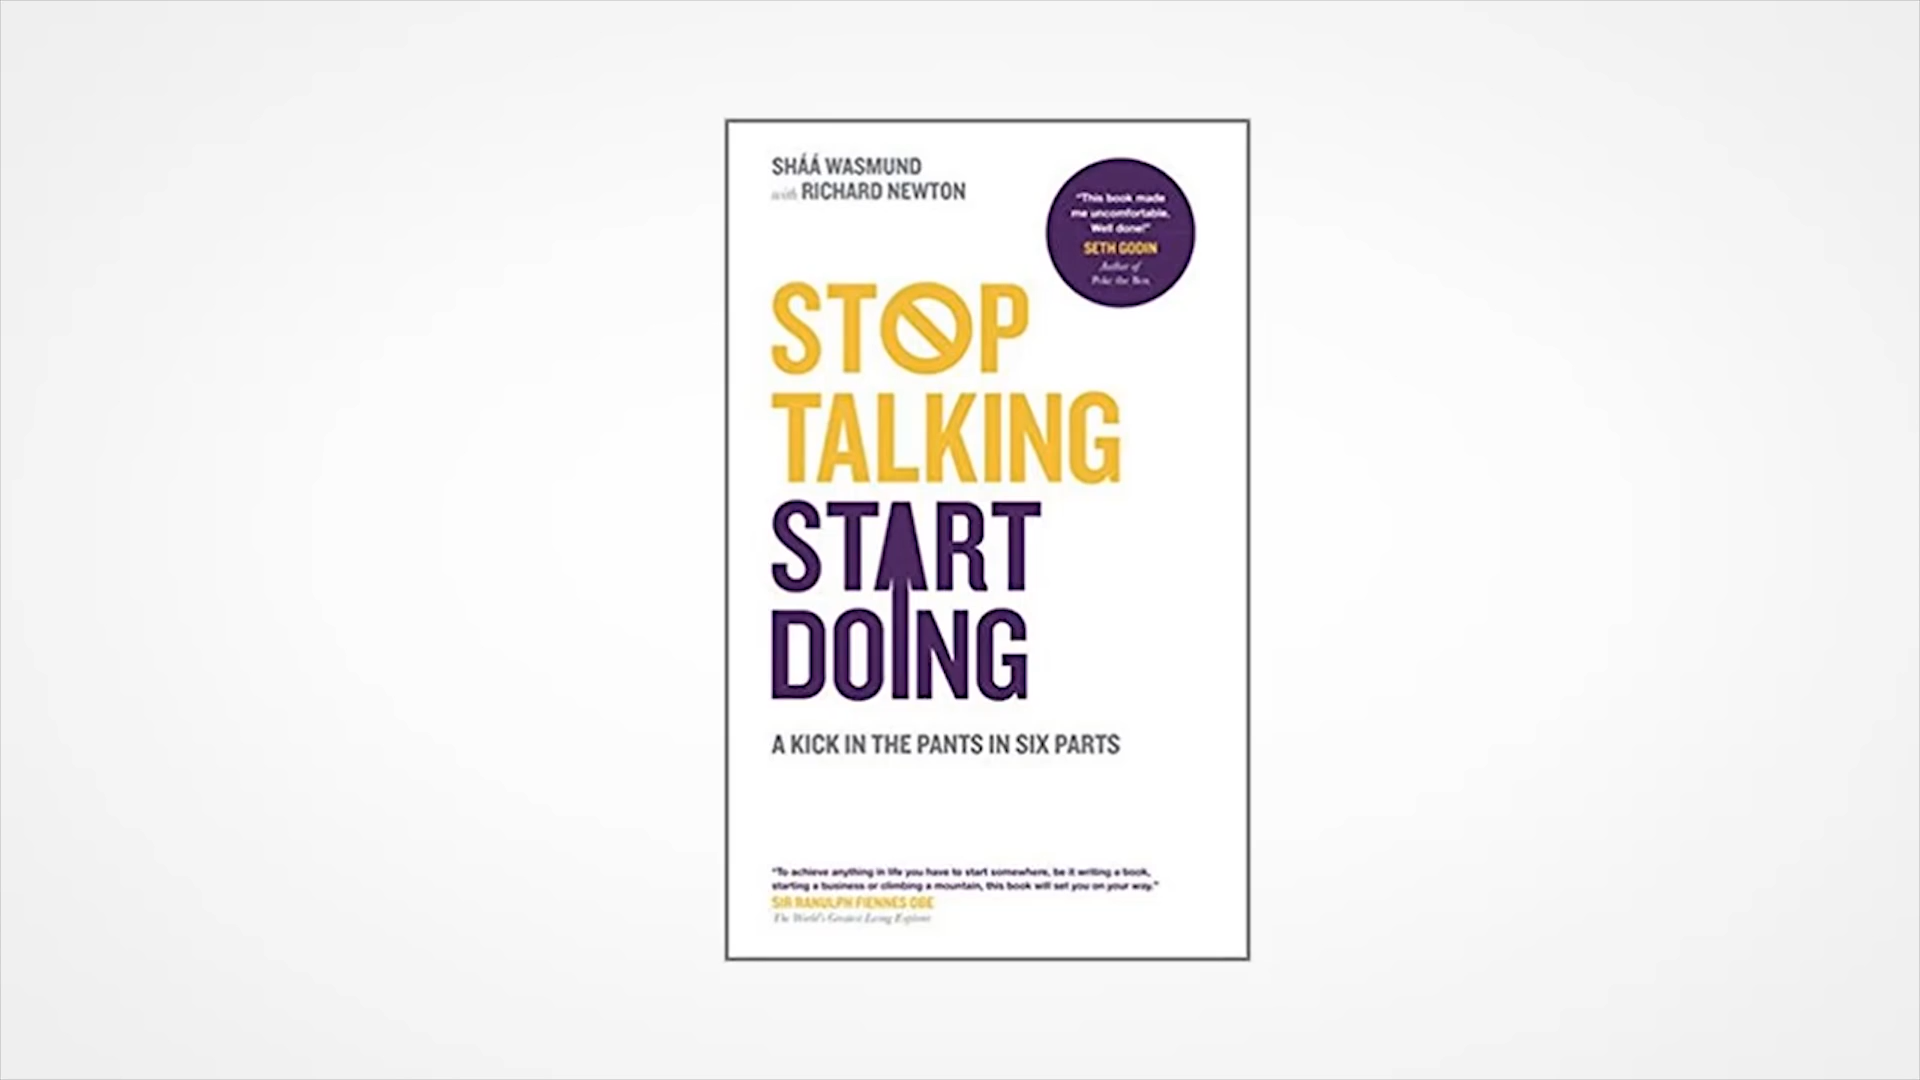 SHÁÁ WASMUND
with RICHARD NEWTON
"This book made
me uncomfortable.
Well done!"
SETH GODIN
Author of
Poke the Box
STOP
TALKING
START
DOING
A KICK IN THE PANTS IN SIX PARTS
"To achieve anything in life you have to start somewhere, be it writing a book,
starting a business or climbing a mountain, this book will set you on your way."
SIR RANULPH FIENNES OBE
The World's Greatest Living Explorer